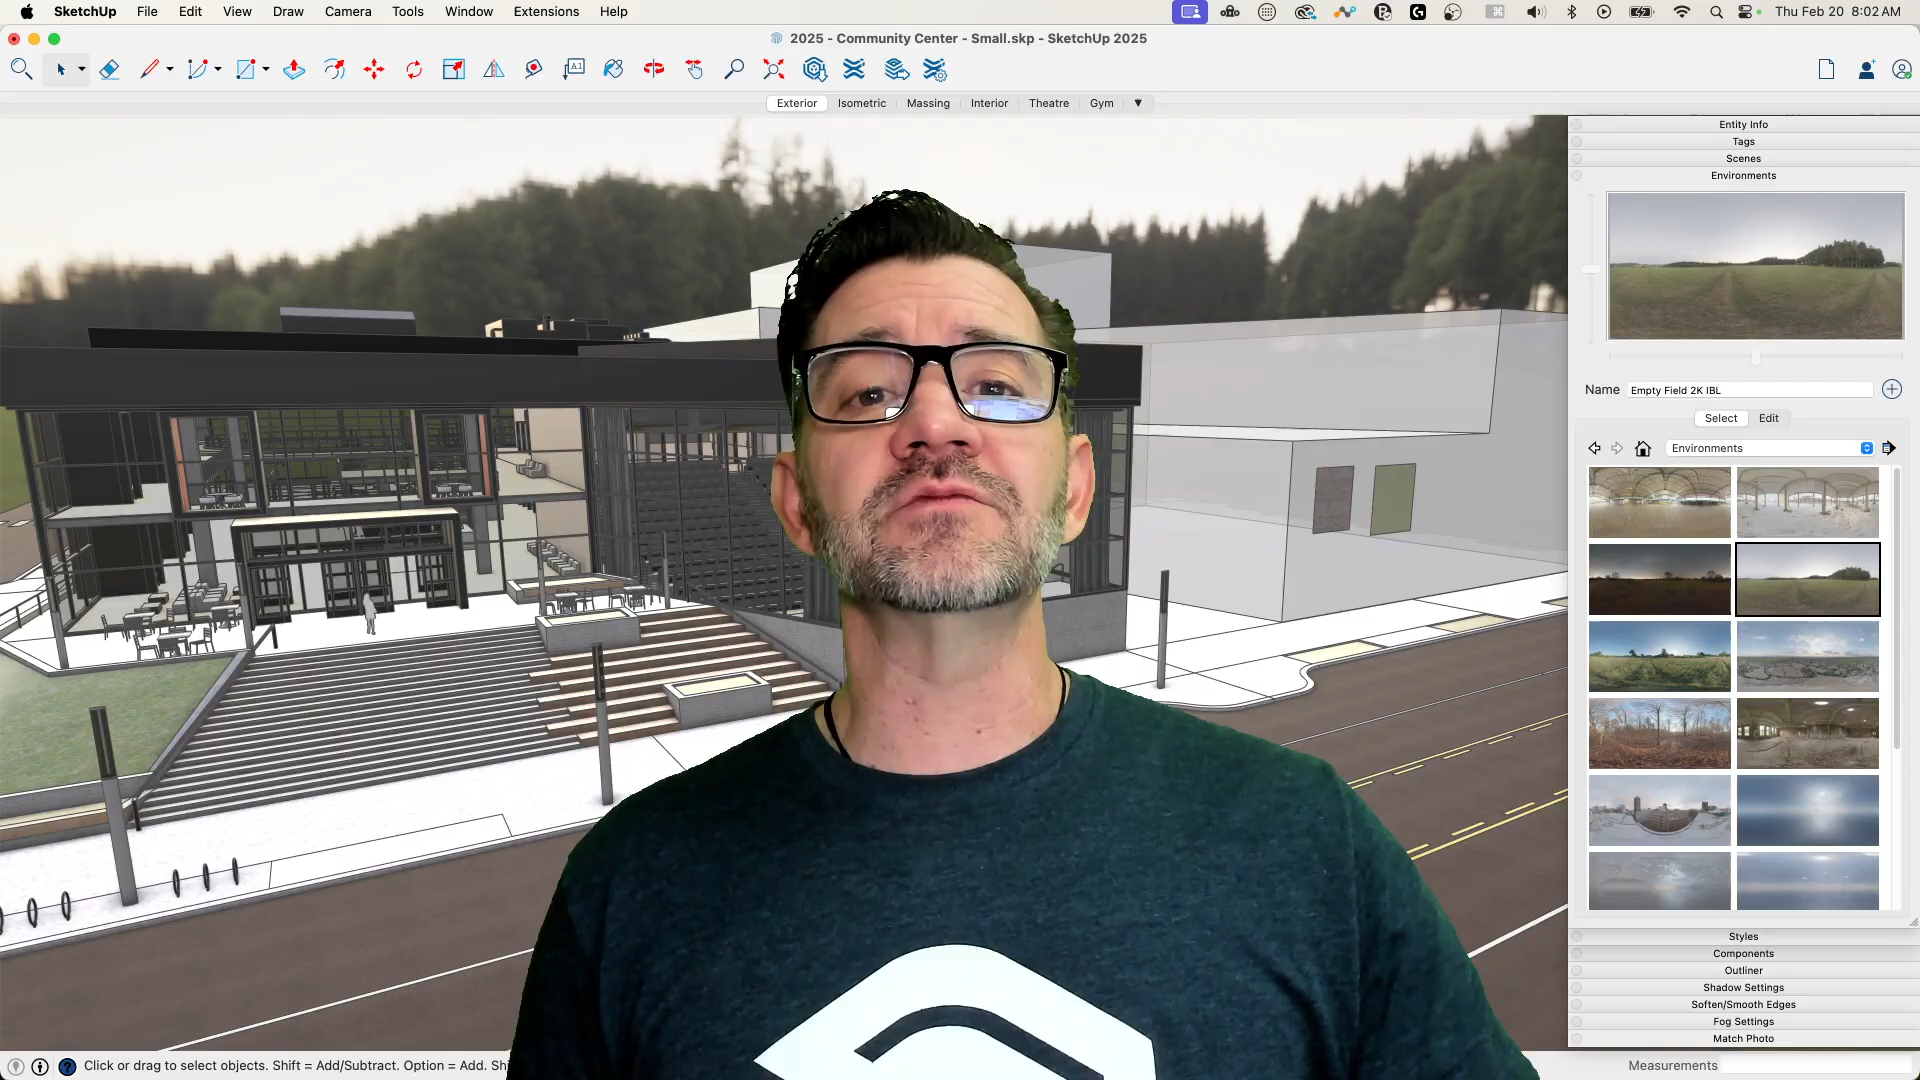 SketchUp File Edit View Draw Camera Tools Window Extensions Help Thu Feb 20 8:02 AM
2025 - Community Center - Small.skp - SketchUp 2025
A1
Exterior Isometric Massing Interior Theatre Gym
Entity Info
Tags
Scenes
Environments
Name Empty Field 2K IBL
Select Edit
Environments
Styles
Components
Outliner
Shadow Settings
Soften/Smooth Edges
Fog Settings
Match Photo
Click or drag to select objects. Shift = Add/Subtract. Option = Add. Sh
Measurements